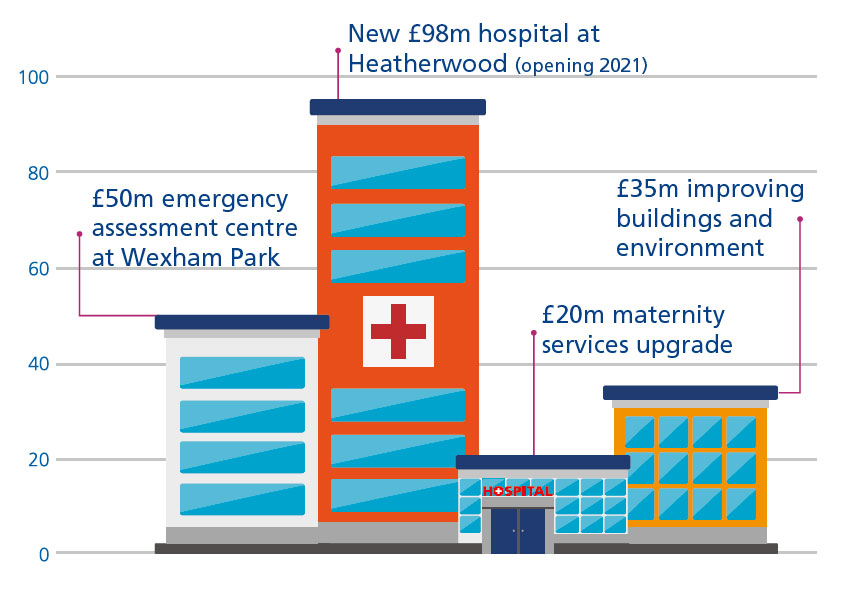 New £98m hospital at
Heatherwood (opening 2021)
100
80
£50m emergency
assessment centre
at Wexham Park
£35m improving
buildings and
environment
60
£20m maternity
services upgrade
40
20
HOSPITAL
0